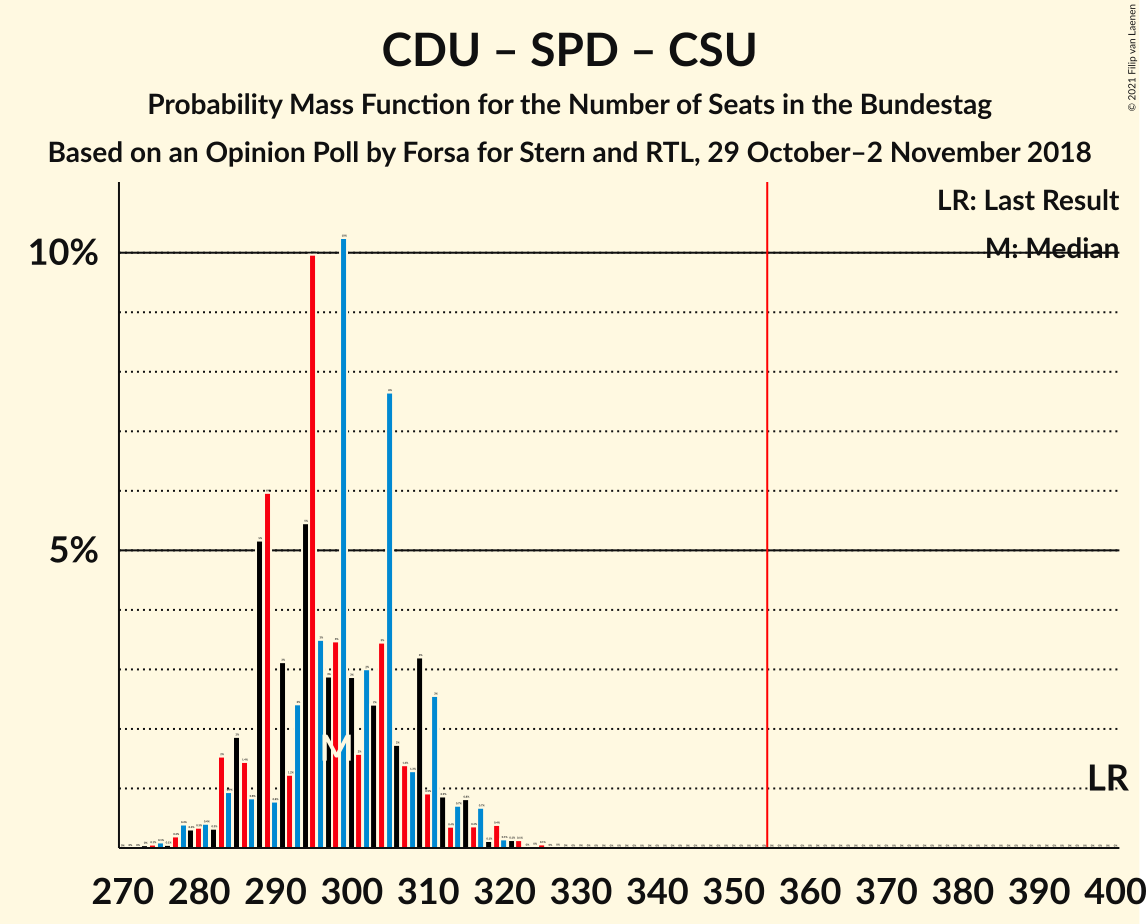 CDU – SPD – CSU
Probability Mass Function for the Number of Seats in the Bundestag
Based on an Opinion Poll by Forsa for Stern and RTL, 29 October–2 November 2018
© 2021 Filip van Laenen
LR: Last Result
M: Median
10%
5%
M
LR
270 280 290 300 310 320 330 340 350 360 370 380 390 400